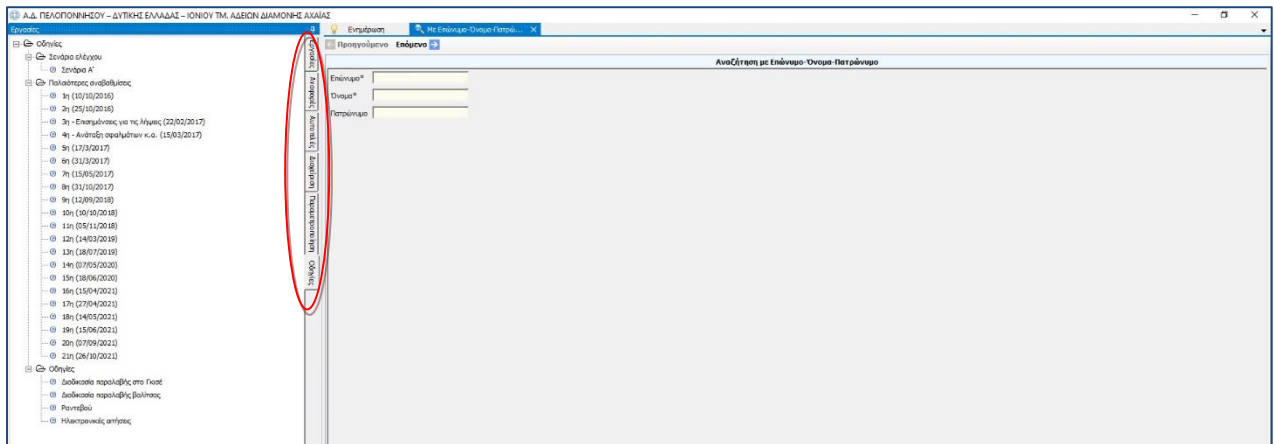 Α.Δ. ΠΕΛΟΠΟΝΝΗΣΟΥ – ΔΥΤΙΚΗΣ ΕΛΛΑΔΑΣ – ΙΟΝΙΟΥ ΤΜ. ΑΔΕΙΩΝ ΔΙΑΜΟΝΗΣ ΑΧΑΪΑΣ
Εργασίες
Ενημέρωση
Με Επώνυμο-Όνομα-Πατρώ...
Προηγούμενο Επόμενο
Αναζήτηση με Επώνυμο-Όνομα-Πατρώνυμο
Επώνυμο*
Όνομα*
Πατρώνυμο
Οδηγίες
Σενάρια ελέγχου
Σενάρια Α'
Παλαιότερες αναβαθμίσεις
1η (10/10/2016)
2η (25/10/2016)
3η - Επισημάνσεις για τις λήψεις (22/02/2017)
4η - Ανάταξη σφαλμάτων κ.α. (15/03/2017)
5η (17/3/2017)
6η (31/3/2017)
7η (15/05/2017)
8η (31/10/2017)
9η (12/09/2018)
10η (10/10/2018)
11η (05/11/2018)
12η (14/03/2019)
13η (18/07/2019)
14η (07/05/2020)
15η (18/06/2020)
16η (15/04/2021)
17η (27/04/2021)
18η (14/05/2021)
19η (15/06/2021)
20η (07/09/2021)
21η (26/10/2021)
Οδηγίες
Διαδικασία παραλαβής στο Γκισέ
Διαδικασία παραλαβής βαλίτσας
Ραντεβού
Ηλεκτρονικές αιτήσεις
Εργασίες
Αναφορές
Αυτοτελείς
Διαχείριση
Παραμετροποίηση
Οδηγίες